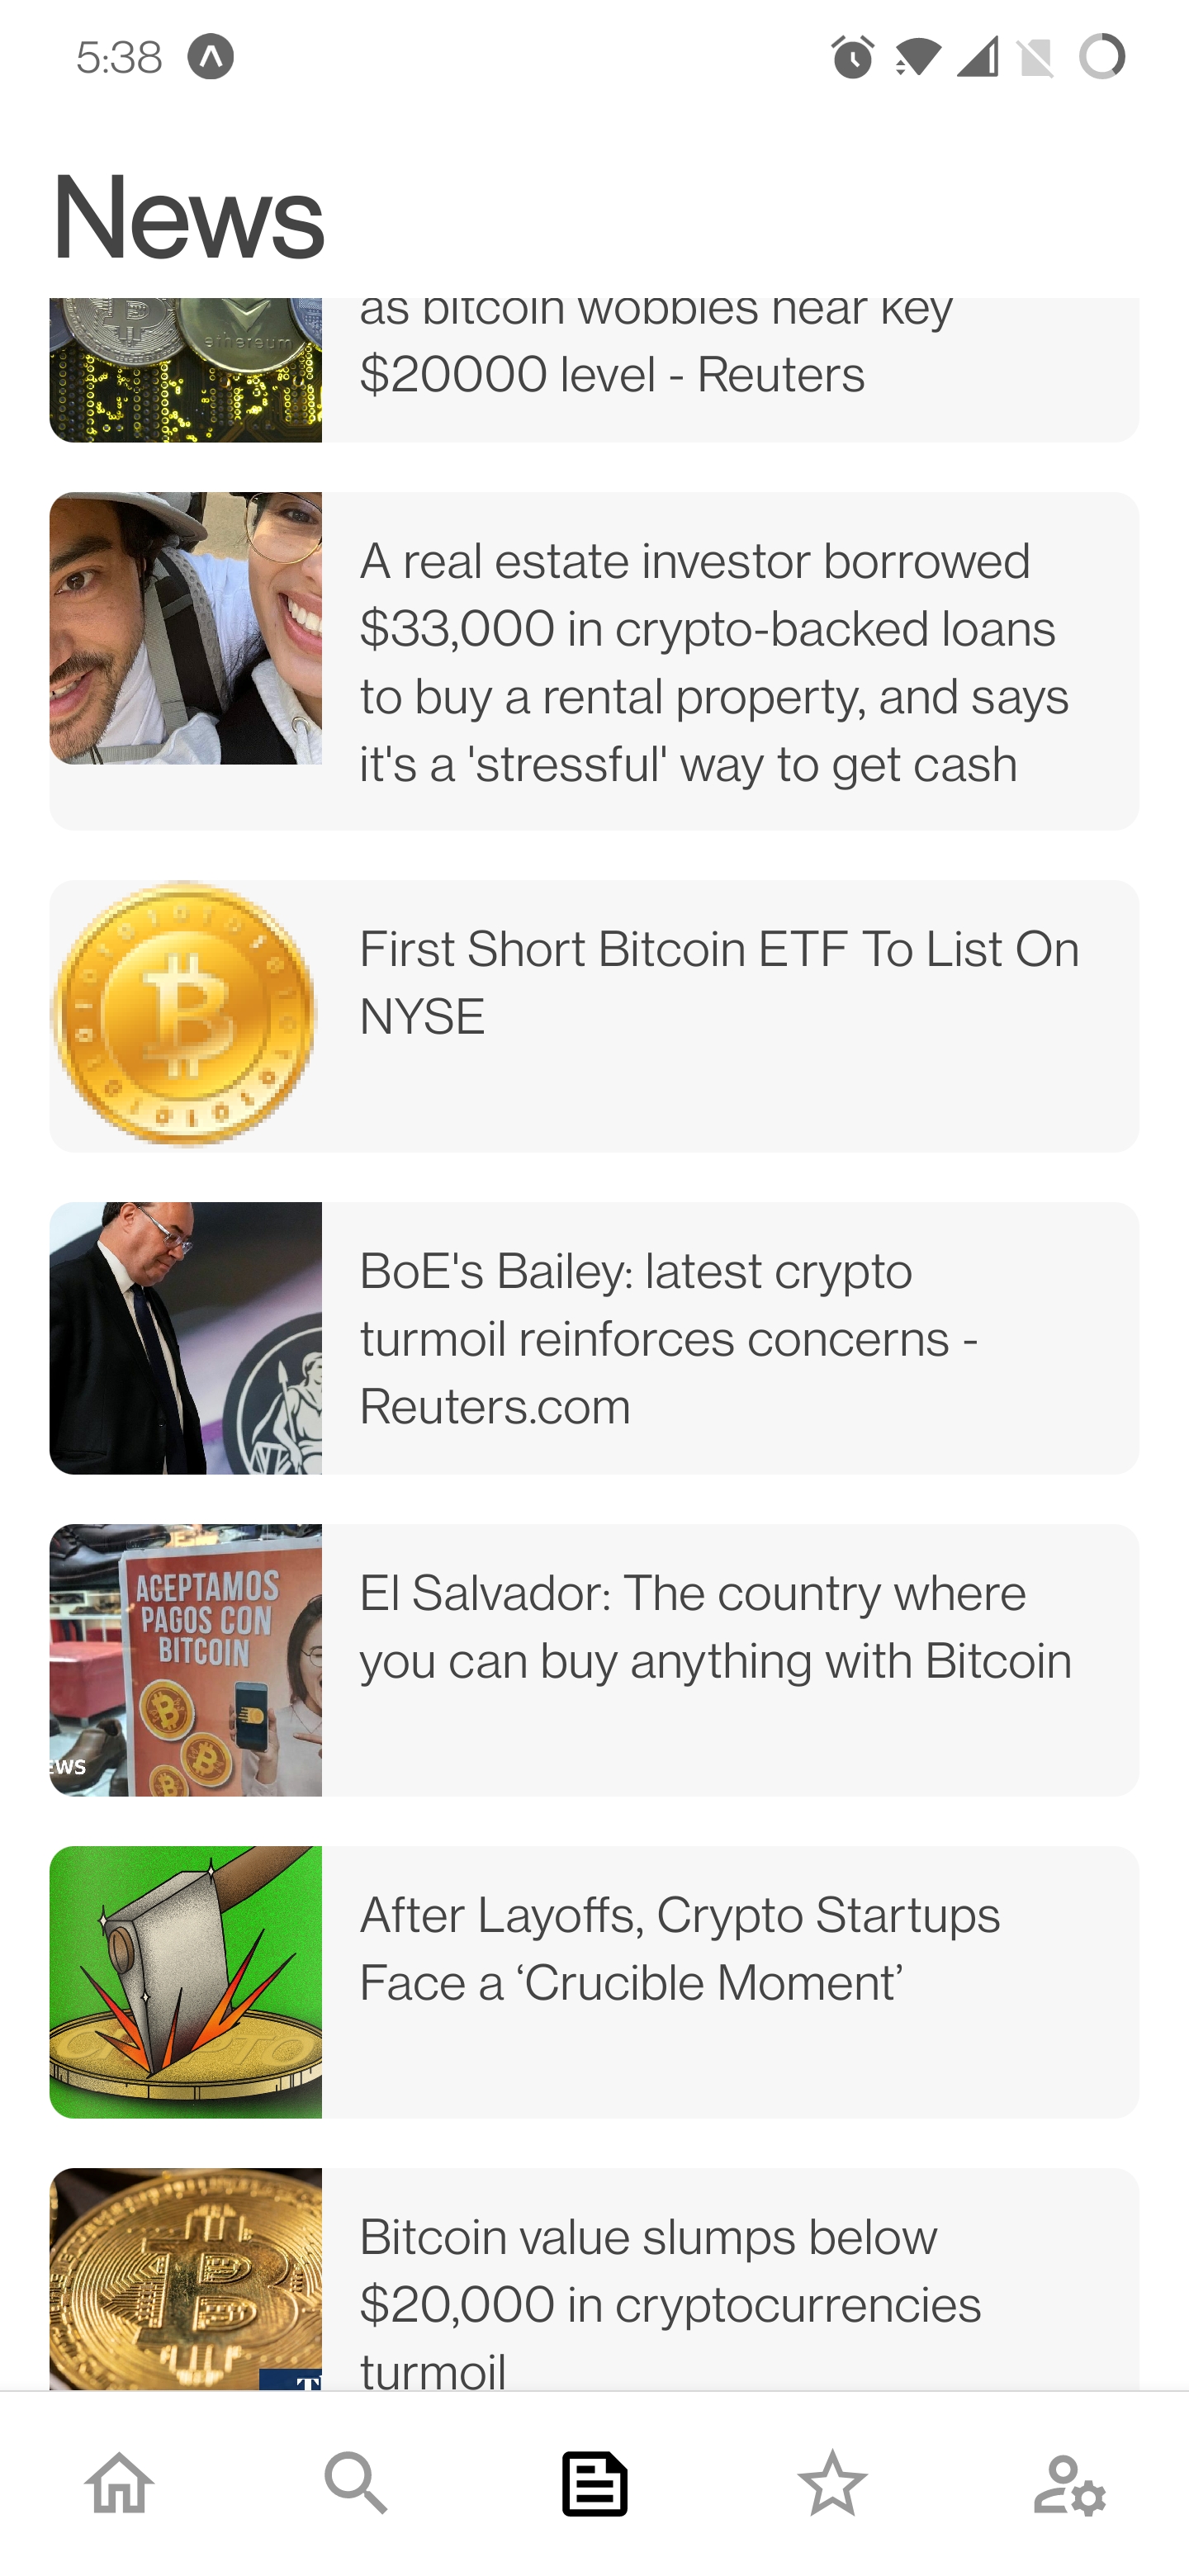 5:38
News
as bitcoin wobbles near key
$20000 level - Reuters
ethereum
A real estate investor borrowed
$33,000 in crypto-backed loans
to buy a rental property, and says
it's a 'stressful' way to get cash
First Short Bitcoin ETF To List On
NYSE
BoE's Bailey: latest crypto
turmoil reinforces concerns -
Reuters.com
ACEPTAMOS
PAGOS CON
BITCOIN
EWS
El Salvador: The country where
you can buy anything with Bitcoin
After Layoffs, Crypto Startups
Face a ‘Crucible Moment’
Bitcoin value slumps below
$20,000 in cryptocurrencies
turmoil